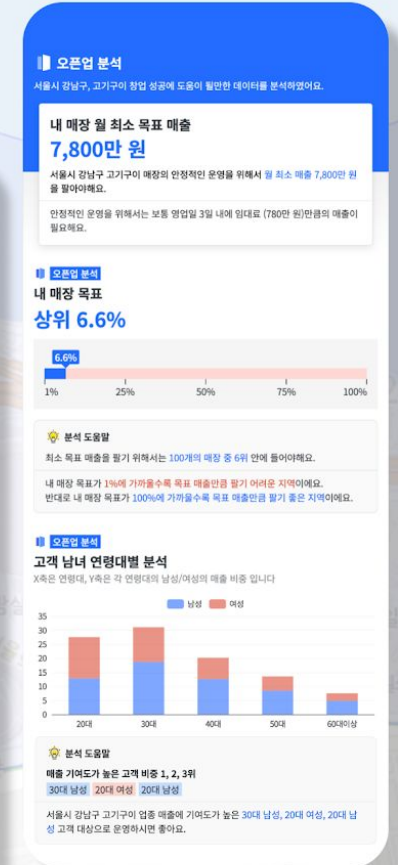 오픈업 분석
서울시 강남구, 고기구이 창업 성공에 도움이 될만한 데이터를 분석하였어요.
내 매장 월 최소 목표 매출
7,800만 원
서울시 강남구 고기구이 매장의 안정적인 운영을 위해서 월 최소 매출 7,800만 원
을 팔아야해요.
안정적인 운영을 위해서는 보통 영업일 3일 내에 임대료 (780만 원)만큼의 매출이
필요해요.
오픈업 분석
내 매장 목표
상위 6.6%
6.6%
1% 25% 50% 75% 100%
분석 도움말
최소 목표 매출을 팔기 위해서는 100개의 매장 중 6위 안에 들어야해요.
내 매장 목표가 1%에 가까울수록 목표 매출만큼 팔기 어려운 지역이에요.
반대로 내 매장 목표가 100%에 가까울수록 목표 매출만큼 팔기 좋은 지역이에요.
오픈업 분석
고객 남녀 연령대별 분석
X축은 연령대, Y축은 각 연령대의 남성/여성의 매출 비중 입니다
남성 여성
35
30
25
20
15
10
5
0
20대 30대 40대 50대 60대이상
분석 도움말
매출 기여도가 높은 고객 비중 1, 2, 3위
30대 남성 20대 여성 20대 남성
서울시 강남구 고기구이 업종 매출에 기여도가 높은 30대 남성, 20대 여성, 20대 남
성 고객 대상으로 운영하시면 좋아요.